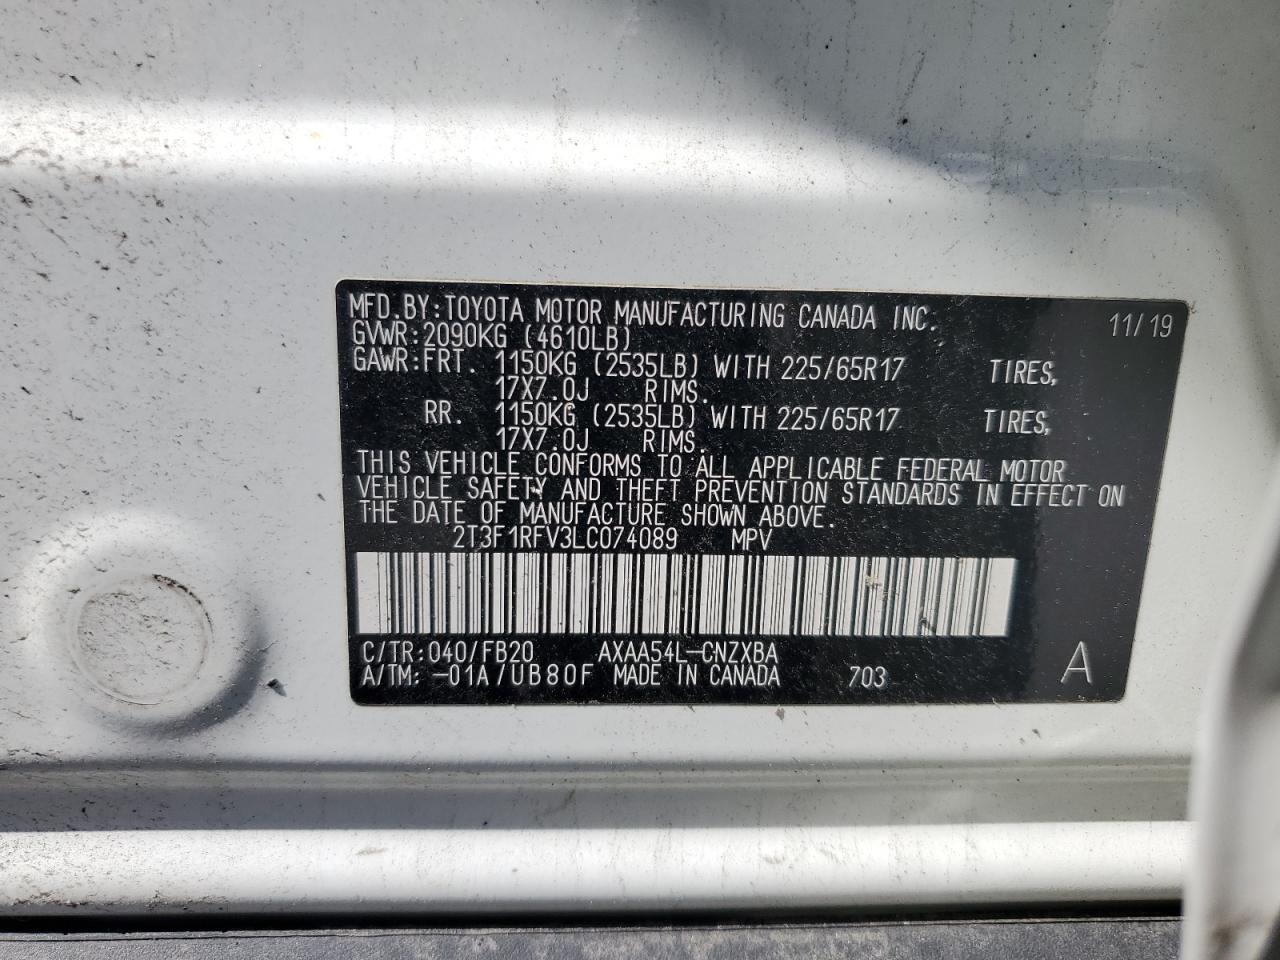 MFD.BY:TOYOTA MOTOR MANUFACTURING CANADA INC. 11/19
GVWR:2090KG (4610LB)
GAWR:FRT. 1150KG (2535LB) WITH 225/65R17 TIRES,
17X7.0J RIMS.
RR. 1150KG (2535LB) WITH 225/65R17 TIRES,
17X7.0J RIMS.
THIS VEHICLE CONFORMS TO ALL APPLICABLE FEDERAL MOTOR
VEHICLE SAFETY AND THEFT PREVENTION STANDARDS IN EFFECT ON
THE DATE OF MANUFACTURE SHOWN ABOVE.
2T3F1RFV3LC074089 MPV
C/TR:040/FB20 AXAA54L-CNZXBA
A/TM: -01A/UB80F MADE IN CANADA 703 A